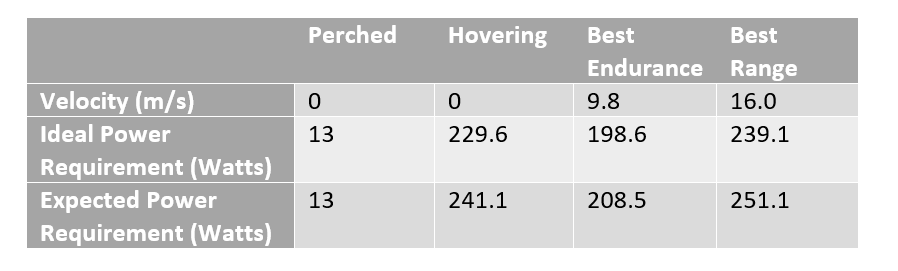 Perched Hovering Best Best
Endurance Range
Velocity (m/s) 0 0 9.8 16.0
Ideal Power 13 229.6 198.6 239.1
Requirement (Watts)
Expected Power 13 241.1 208.5 251.1
Requirement (Watts)